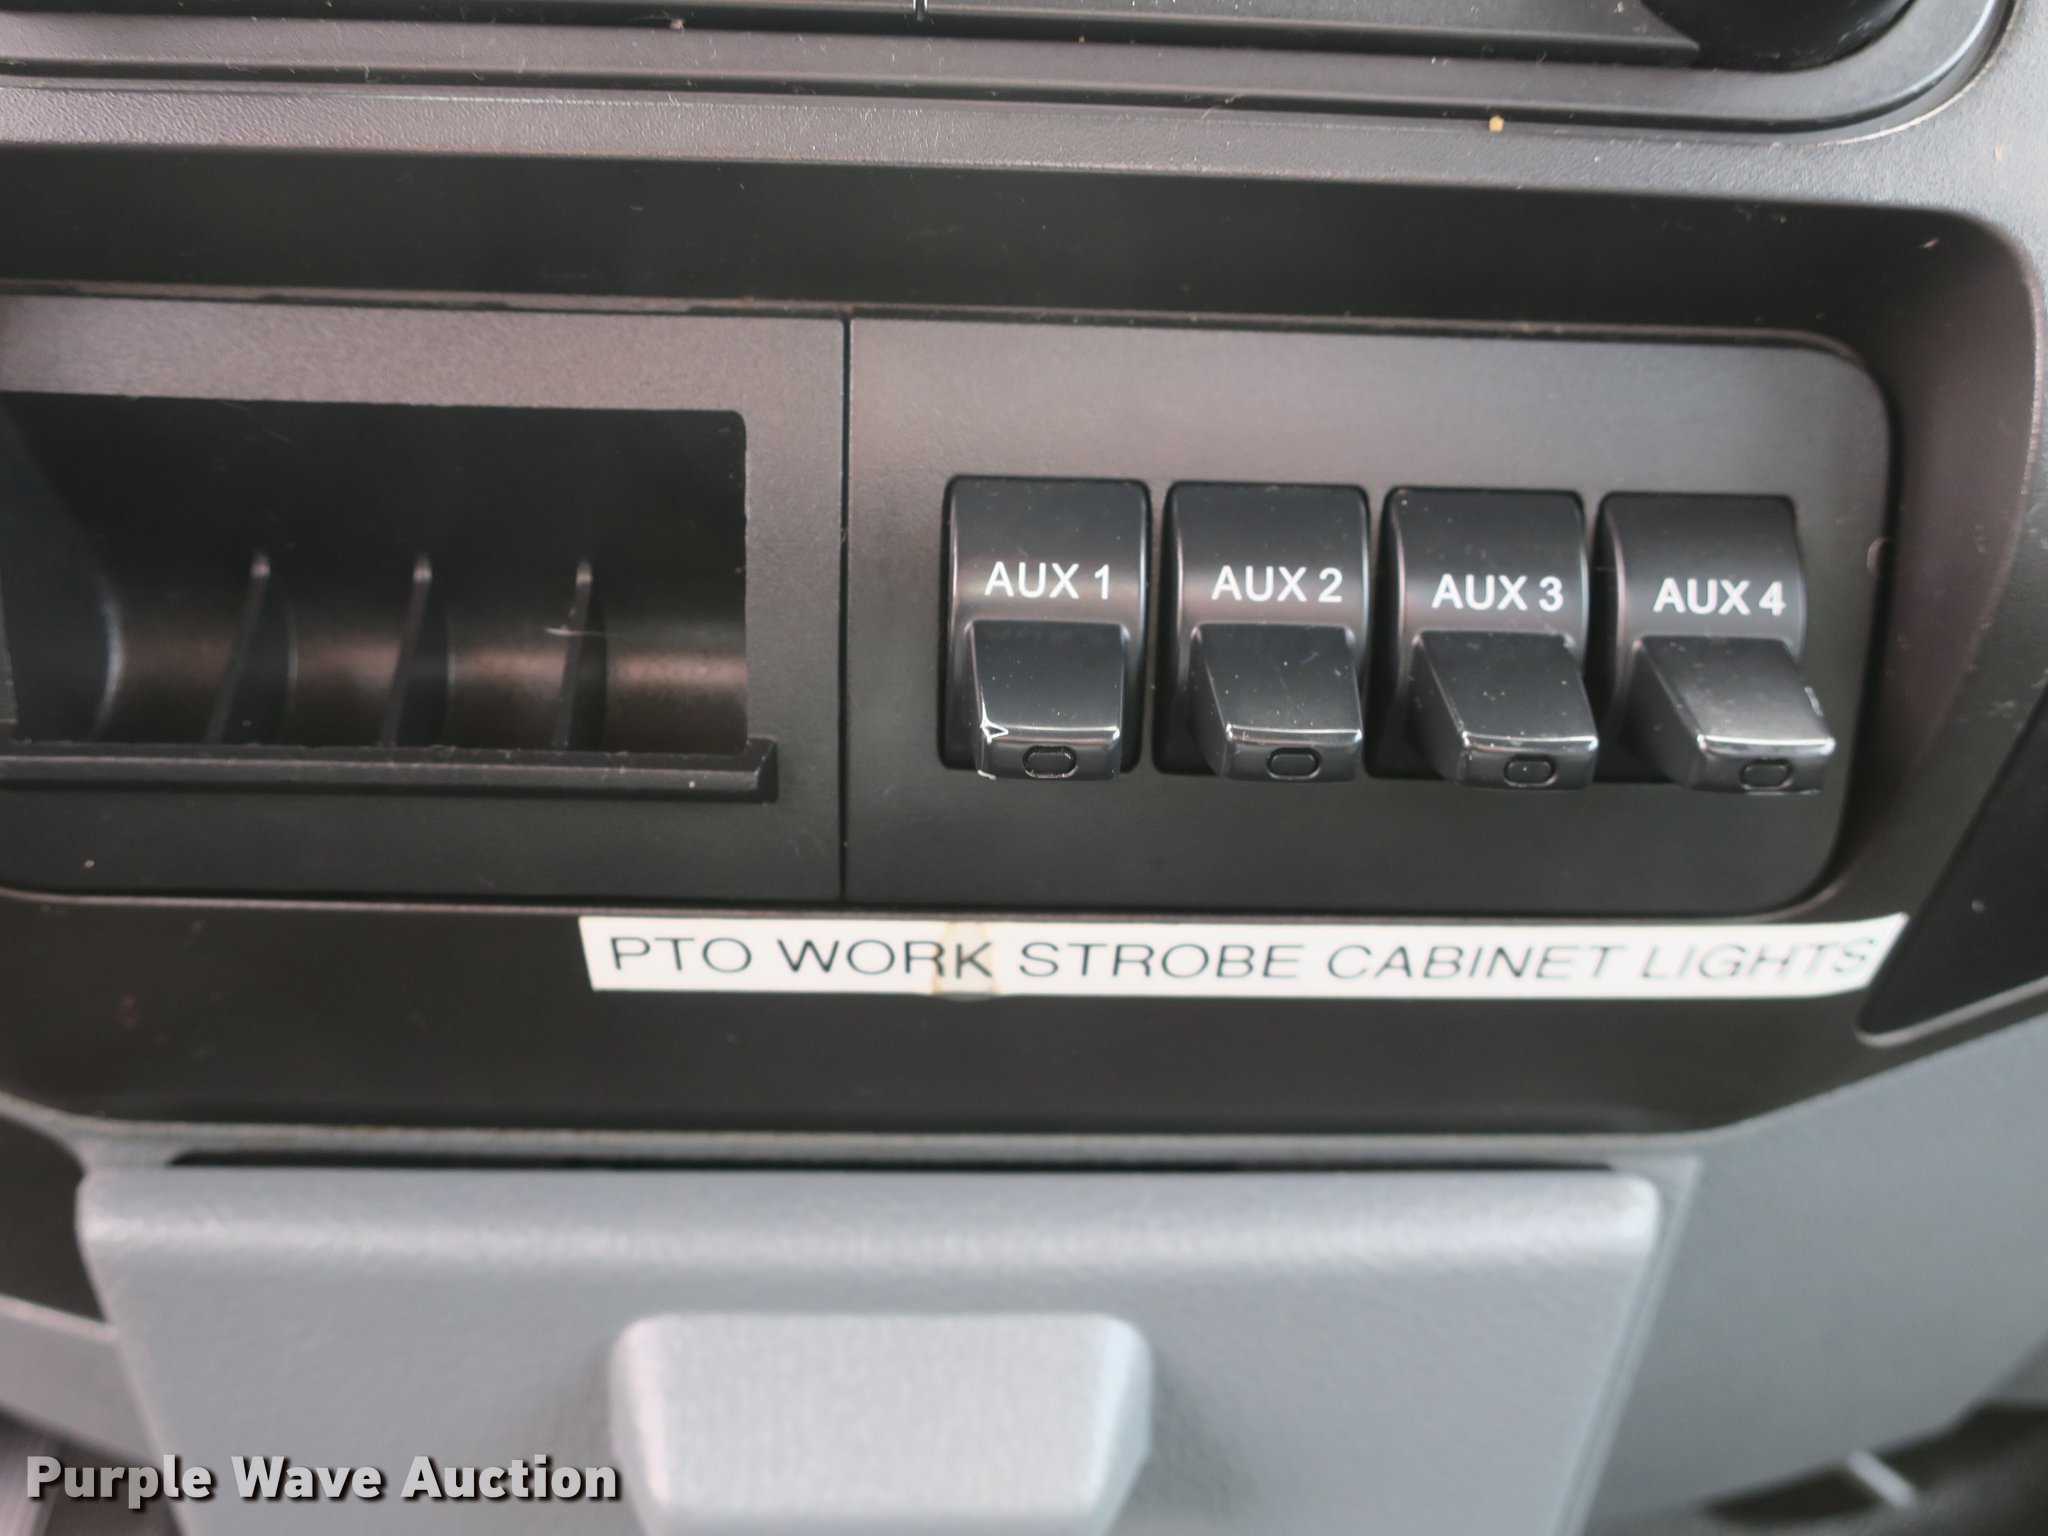 AUX 1 AUX 2 AUX 3 AUX 4
PTO WORK STROBE CABINET LIGHTS
Purple Wave Auction